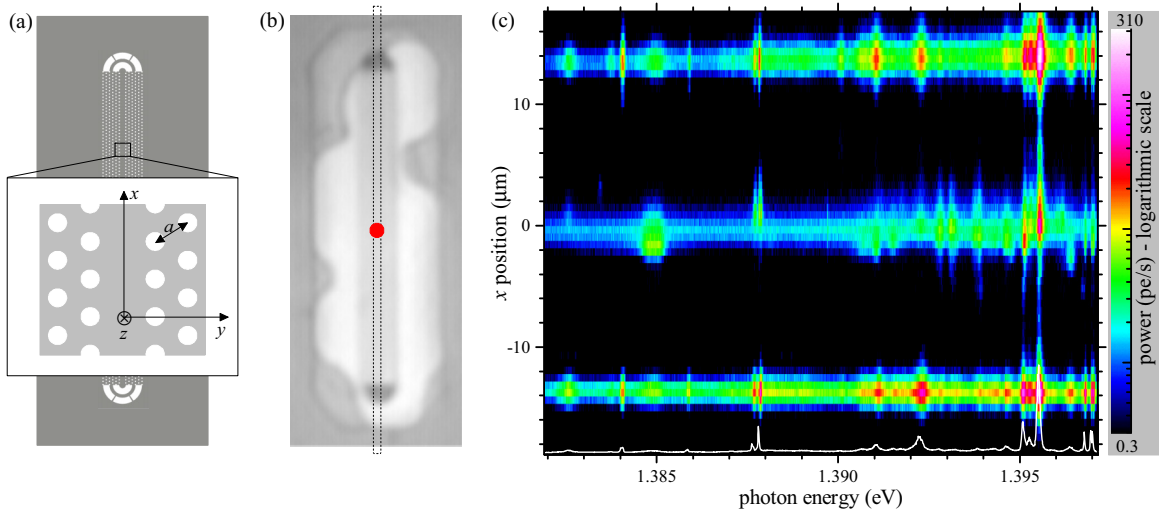 (a)
(b)
(c)
x
a
z
y
x position (μm)
10
0
-10
1.385
1.390
1.395
photon energy (eV)
310
power (pe/s) - logarithmic scale
0.3